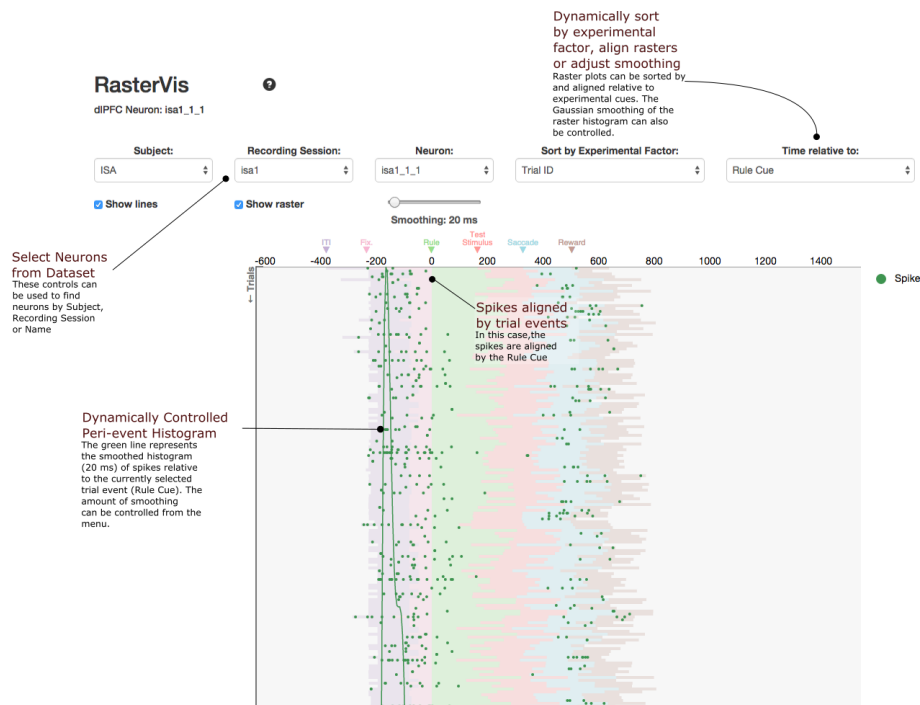 Dynamically sort
by experimental
factor, align rasters
or adjust smoothing
Raster plots can be sorted by
and aligned relative to
experimental cues. The
Gaussian smoothing of the
raster histogram can also
be controlled.
RasterVis ?
dlPFC Neuron: isa1_1_1
Subject: Recording Session: Neuron: Sort by Experimental Factor: Time relative to:
ISA isa1 isa1_1_1 Trial ID Rule Cue
Show lines Show raster
Smoothing: 20 ms
Select Neurons
from Dataset
These controls can
be used to find
neurons by Subject,
Recording Session
or Name
ITI Fix. Rule Test Stimulus Saccade Reward
-600 -400 -200 0 200 400 600 800 1000 1200 1400
← Trials
Spike
Spikes aligned
by trial events
In this case,the
spikes are aligned
by the Rule Cue
Dynamically Controlled
Peri-event Histogram
The green line represents
the smoothed histogram
(20 ms) of spikes relative
to the currently selected
trial event (Rule Cue). The
amount of smoothing
can be controlled from the
menu.